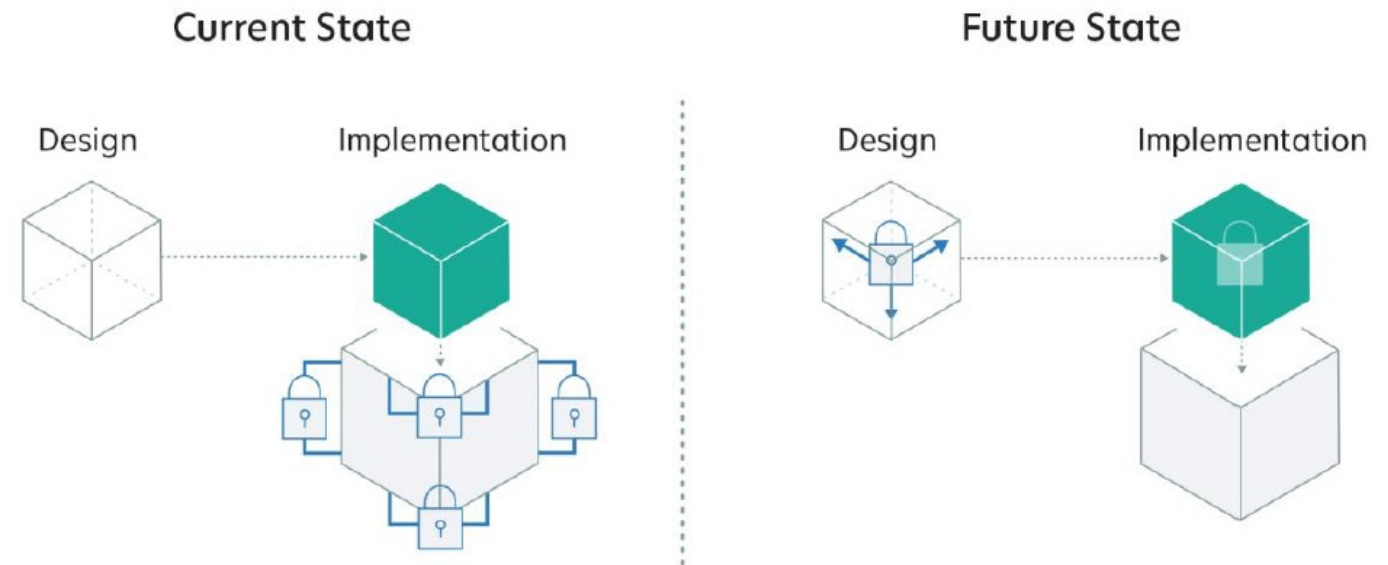 Current State
Future State
Design
Implementation
Design
Implementation